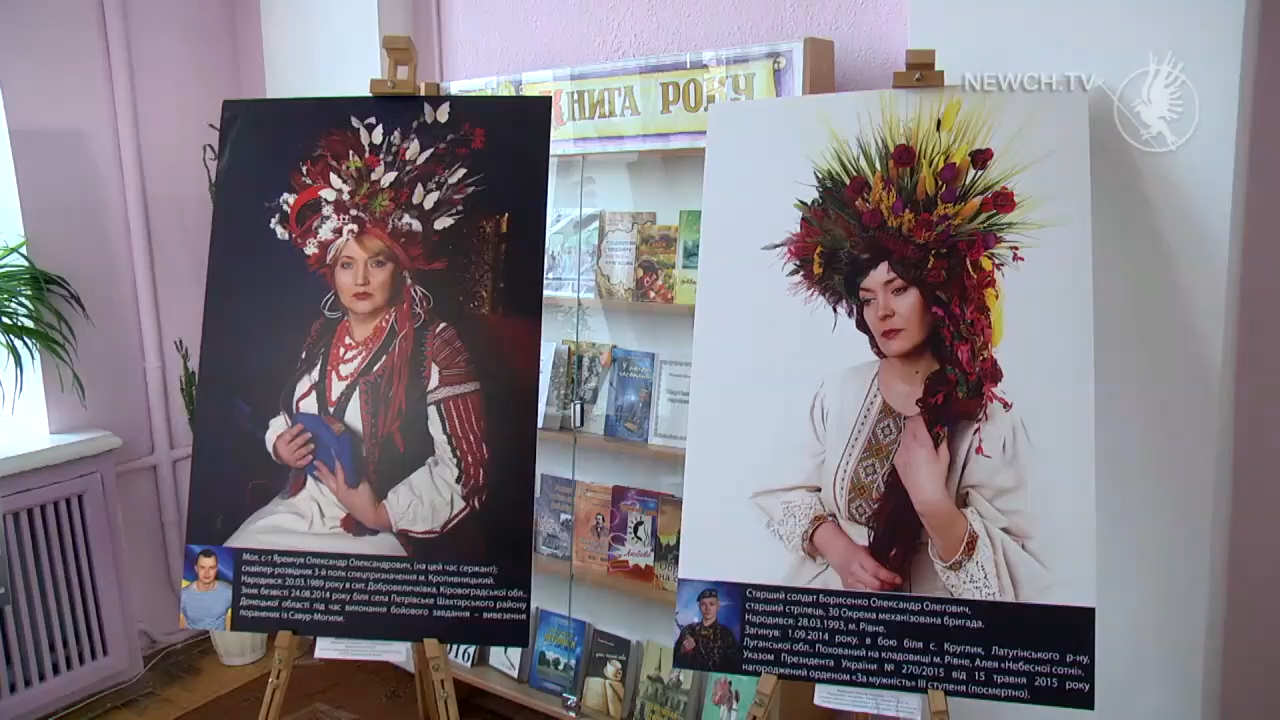 NEWCH.TV
КНИГА РОКУ
Мол. с-т Яремчук Олександр Олександрович, (на цей час сержант);
снайпер-розвідник 3-й полк спецпризначення м. Кропивницький.
Народився: 20.03.1989 року в смт. Добровеличківка, Кіровоградської обл..
Зник безвісті 24.08.2014 року біля села Петрівське Шахтарського району
Донецької області під час виконання бойового завдання – вивезення
поранених із Савур-Могили.
Старший солдат Борисенко Олександр Олегович,
старший стрілець, 30 Окрема механізована бригада.
Народився: 28.03.1993, м. Рівне.
Загинув: 1.09.2014 року, в бою біля с. Круглик, Латугінського р-ну,
Луганської обл.. Похований на кладовищі м. Рівне, Алея «Небесної сотні».
Указом Президента України № 270/2015 від 15 травня 2015 року
нагороджений орденом «За мужність» III ступеня (посмертно).
Любове